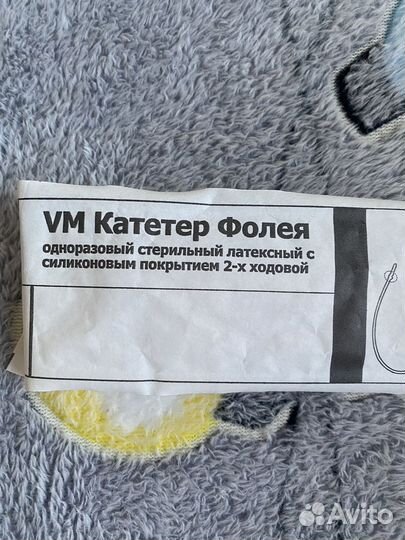 VM Катетер Фолея
одноразовый стерильный латексный с
силиконовым покрытием 2-х ходовой
Avito